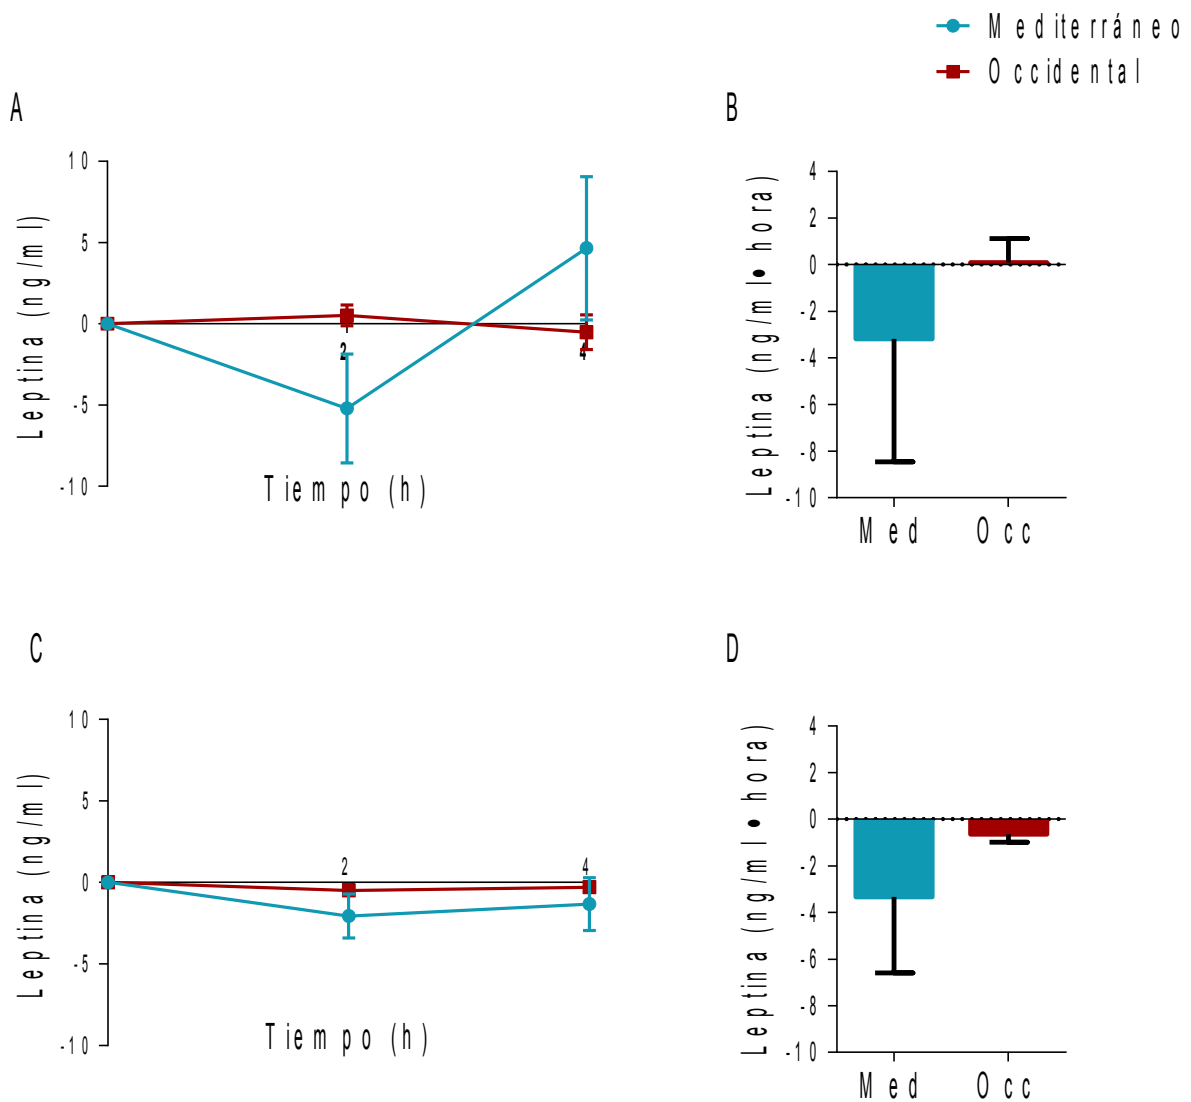 Mediterráneo
Occidental
A
10
5
0
-5
-10
Leptina (ng/ml)
2
4
Tiempo (h)
B
4
2
0
-2
-4
-6
-8
-10
Leptina (ng/ml•hora)
Med Occ
C
10
5
0
-5
-10
Leptina (ng/ml)
2
4
Tiempo (h)
D
4
2
0
-2
-4
-6
-8
-10
Leptina (ng/ml•hora)
Med Occ